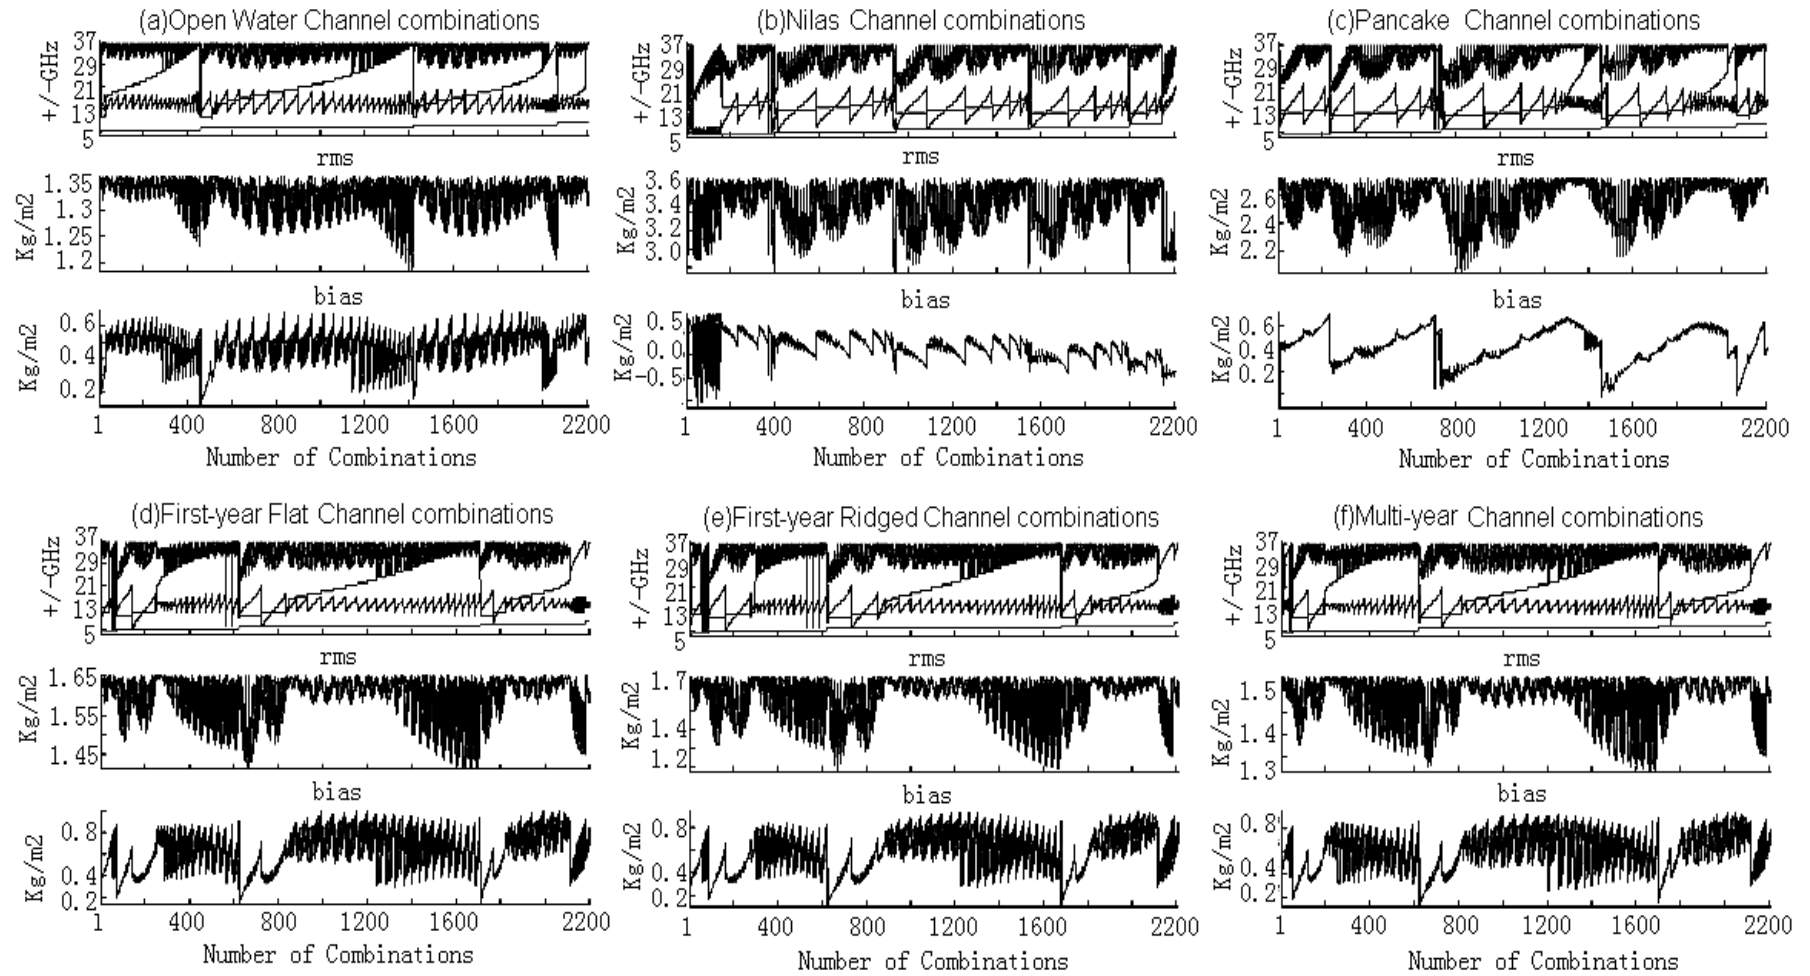 (a)Open Water Channel combinations
(b)Nilas Channel combinations
(c)Pancake Channel combinations
+/-GHz
37
29
21
13
5
+/-GHz
37
29
21
13
5
+/-GHz
37
29
21
13
5
rms
rms
rms
Kg/m2
1.35
1.3
1.25
1.2
Kg/m2
3.6
3.4
3.2
3.0
Kg/m2
2.6
2.4
2.2
bias
bias
bias
Kg/m2
0.6
0.4
0.2
Kg/m2
0.5
0.0
-0.5
Kg/m2
0.6
0.4
0.2
1 400 800 1200 1600 2200
1 400 800 1200 1600 2200
1 400 800 1200 1600 2200
Number of Combinations
Number of Combinations
Number of Combinations
(d)First-year Flat Channel combinations
(e)First-year Ridged Channel combinations
(f)Multi-year Channel combinations
+/-GHz
37
29
21
13
5
+/-GHz
37
29
21
13
5
+/-GHz
37
29
21
13
5
rms
rms
rms
Kg/m2
1.65
1.55
1.45
Kg/m2
1.7
1.4
1.2
Kg/m2
1.5
1.4
1.3
bias
bias
bias
Kg/m2
0.8
0.4
0.2
Kg/m2
0.8
0.4
0.2
Kg/m2
0.8
0.4
0.2
1 400 800 1200 1600 2200
1 400 800 1200 1600 2200
1 400 800 1200 1600 2200
Number of Combinations
Number of Combinations
Number of Combinations